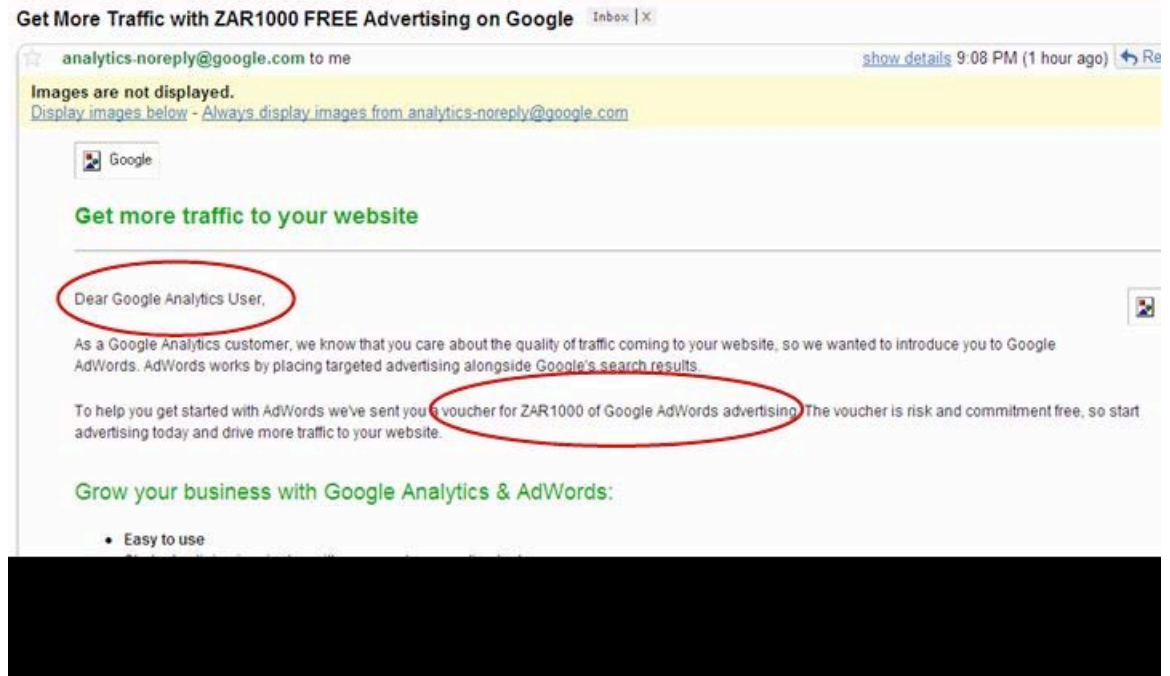 Get More Traffic with ZAR1000 FREE Advertising on Google Inbox | X
analytics-noreply@google.com to me show details 9:08 PM (1 hour ago) Re
Images are not displayed.
Display images below - Always display images from analytics-noreply@google.com
Google
Get more traffic to your website
Dear Google Analytics User,
As a Google Analytics customer, we know that you care about the quality of traffic coming to your website, so we wanted to introduce you to Google
AdWords. AdWords works by placing targeted advertising alongside Google's search results.
To help you get started with AdWords we've sent you a voucher for ZAR1000 of Google AdWords advertising. The voucher is risk and commitment free, so start
advertising today and drive more traffic to your website.
Grow your business with Google Analytics & AdWords:
• Easy to use